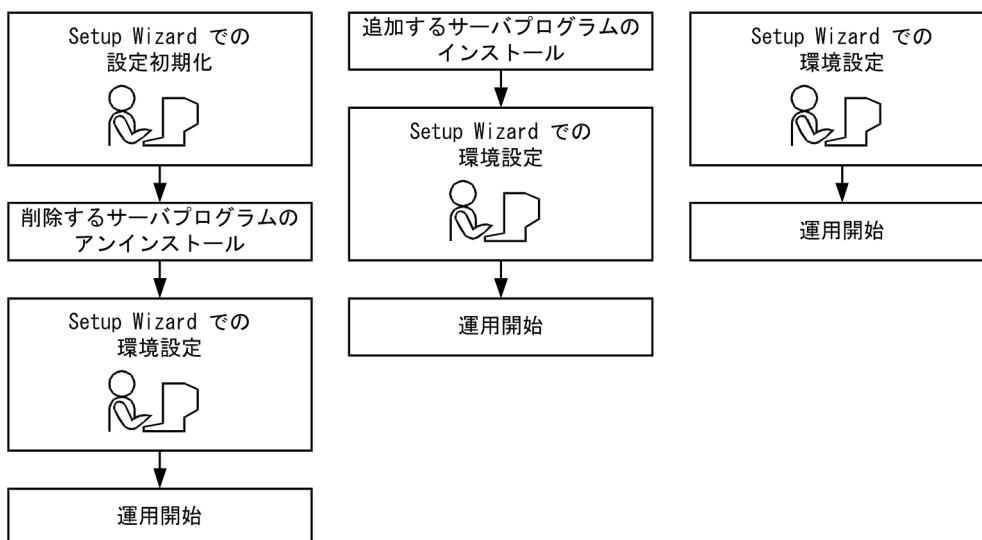 Setup Wizard での
設定初期化
削除するサーバプログラムの
アンインストール
Setup Wizard での
環境設定
運用開始
追加するサーバプログラムの
インストール
Setup Wizard での
環境設定
運用開始
Setup Wizard での
環境設定
運用開始